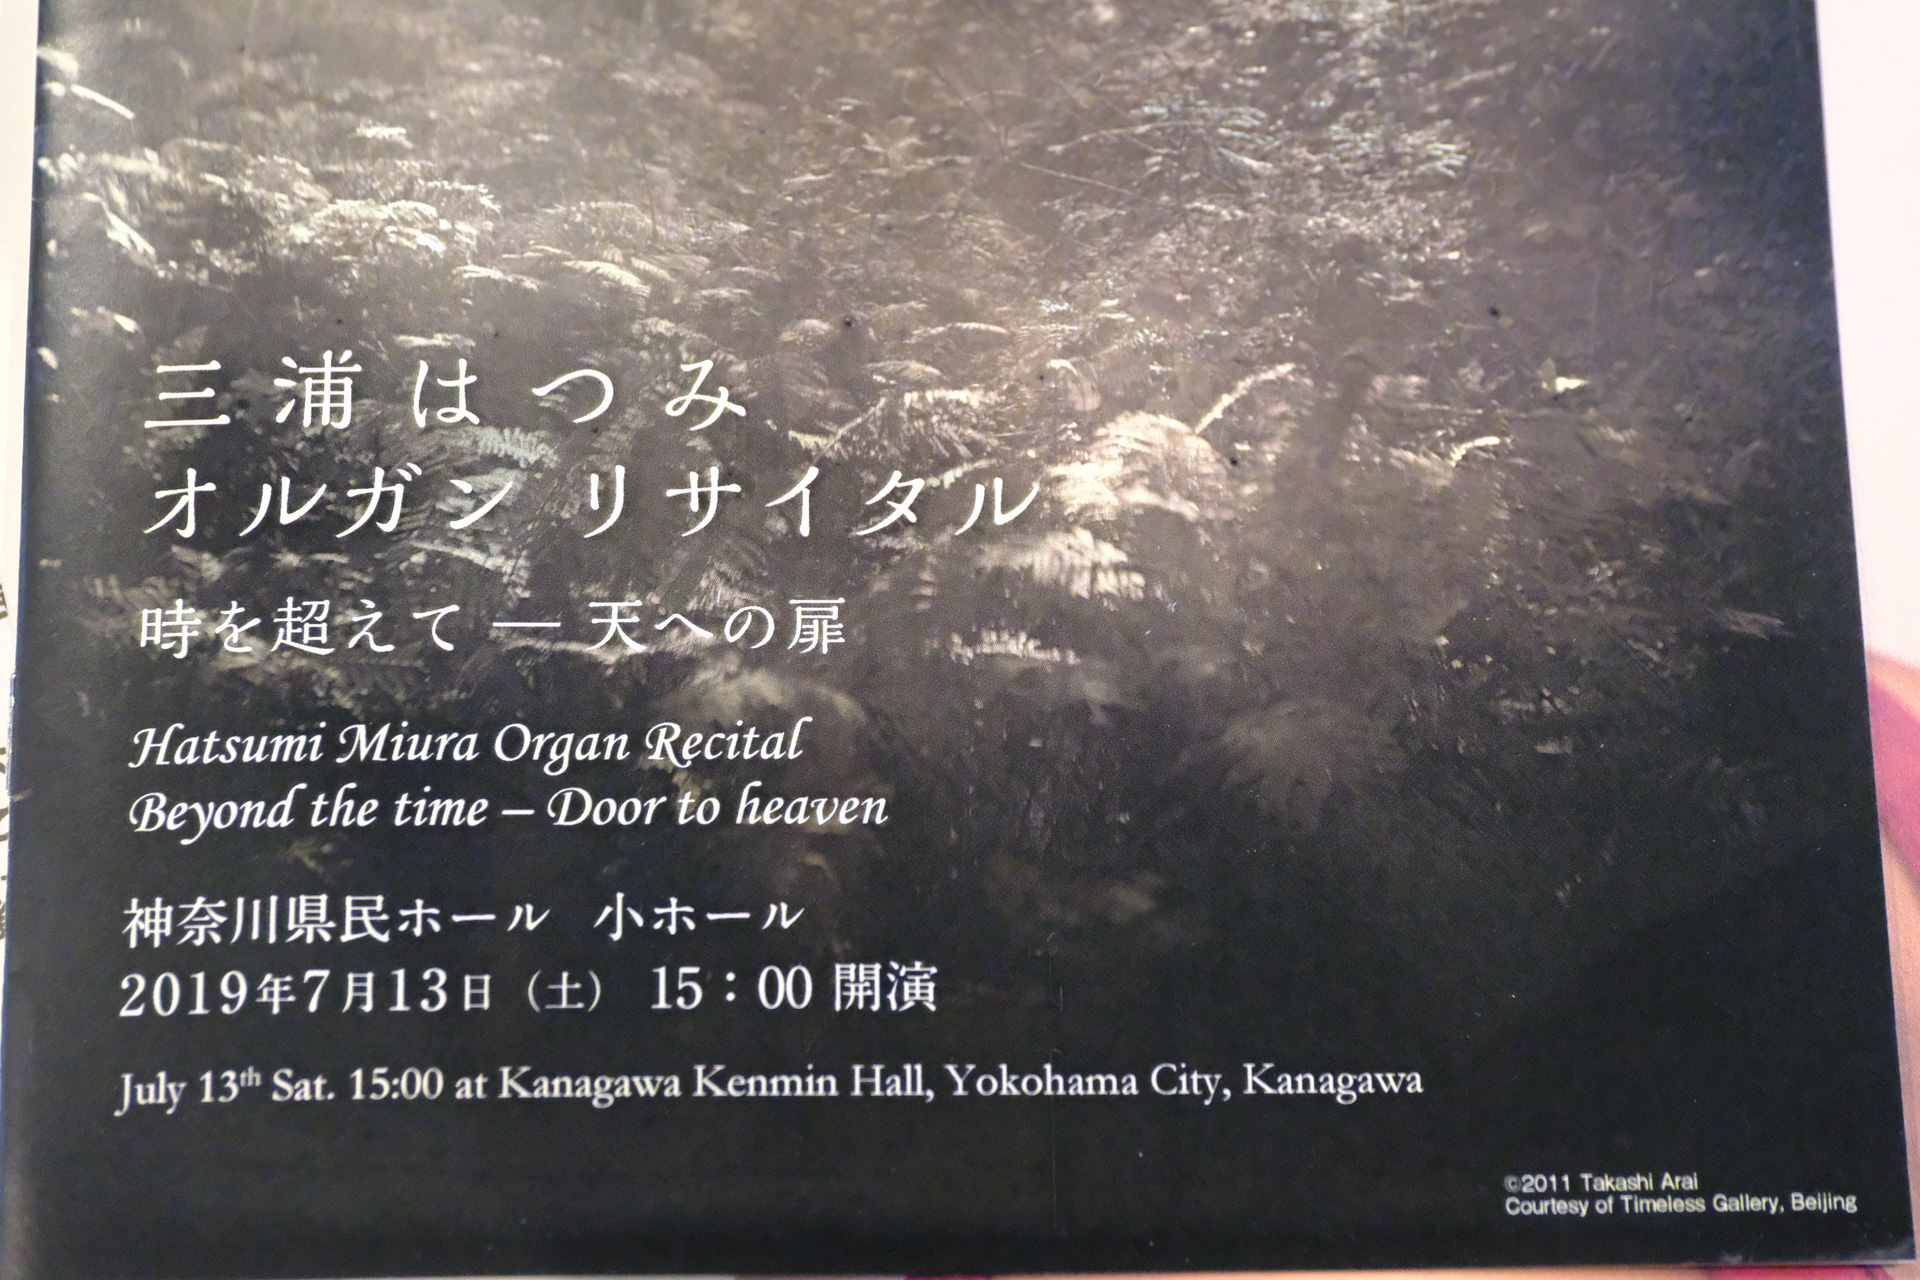 三浦はつみ
オルガン リサイタル
時を超えて — 天への扉
Hatsumi Miura Organ Recital
Beyond the time – Door to heaven
神奈川県民ホール 小ホール
2019年7月13日（土） 15：00 開演
July 13th Sat. 15:00 at Kanagawa Kenmin Hall, Yokohama City, Kanagawa
©2011 Takashi Arai
Courtesy of Timeless Gallery, Beijing